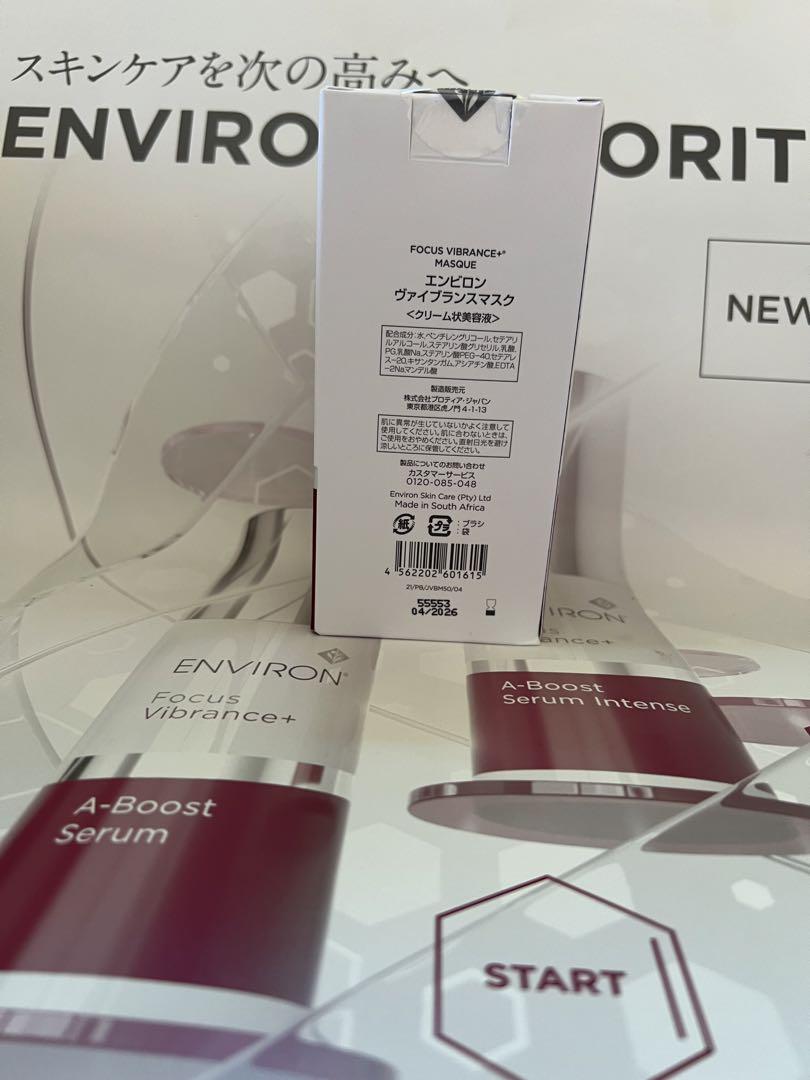 スキンケアを次の高みへ
ENVIRO ORIT
NEW
FOCUS VIBRANCE+®
MASQUE
エンビロン
ヴァイブランスマスク
<クリーム状美容液>
配合成分:水,ペンチレングリコール,セテアリ
ルアルコール,ステアリン酸グリセリル,乳酸,
PG,乳酸Na,ステアリン酸PEG-40,セテアレ
ス-20,キサンタンガム,アシアチン酸,EDTA
-2Naマンデル酸
製造販売元
株式会社プロティア・ジャパン
東京都港区虎ノ門4-1-13
肌に異常が生じていないかよく注意して
使用してください。肌に合わないときは、
ご使用をおやめください。直射日光を避け
涼しいところに保管してください。
製品についてのお問い合わせ
カスタマーサービス
0120-085-048
Environ Skin Care (Pty) Ltd
Made in South Africa
紙 プラ :ブラシ
:袋
4 562202 601615
21/PB/JVBM50/04
55553
04/2026
ENVIRON®
Focus
Vibrance+
A-Boost
Serum
VIRON
us
ance+
A-Boost
Serum Intense
START